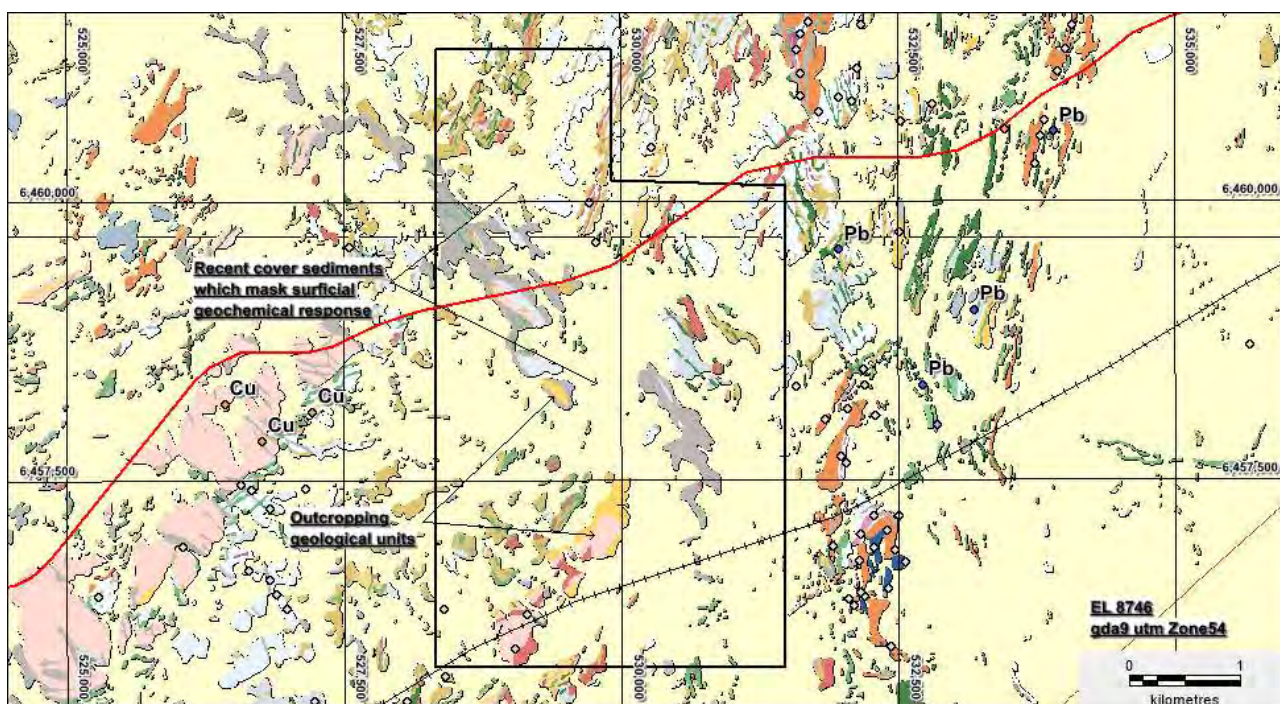 525,000
527,500
530,000
532,500
535,000
Pb
6,460,000
6,460,000
Pb
Recent cover sediments
which mask surficial
geochemical response
Pb
Cu
Cu
Pb
Cu
6,457,500
6,457,500
Outcropping
geological units
EL 8746
gda9 utm Zone54
0 1
kilometres
525,000
527,500
530,000
532,500